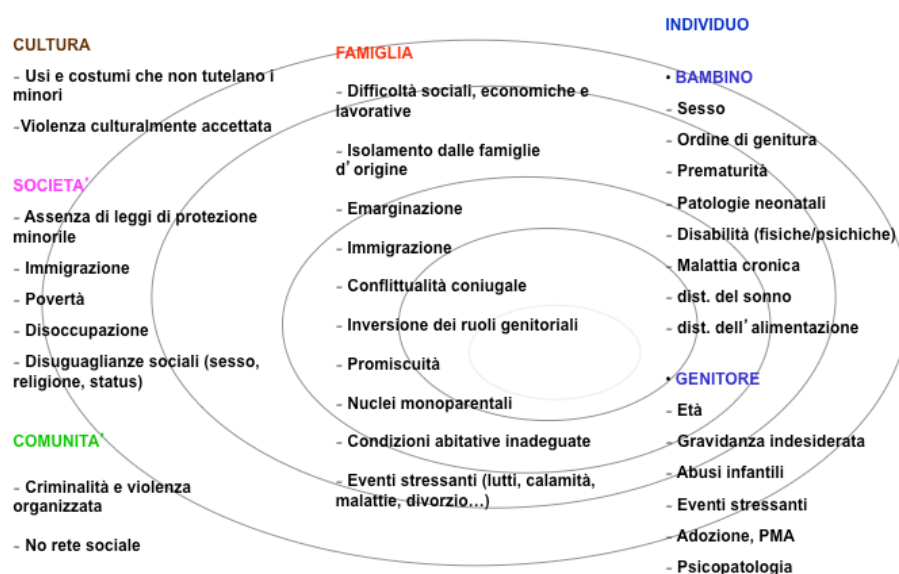 CULTURA
- Usi e costumi che non tutelano i
minori
-Violenza culturalmente accettata
SOCIETA'
- Assenza di leggi di protezione
minorile
- Immigrazione
- Povertà
- Disoccupazione
- Disuguaglianze sociali (sesso,
religione, status)
COMUNITA'
- Criminalità e violenza
organizzata
- No rete sociale
FAMIGLIA
- Difficoltà sociali, economiche e
lavorative
- Isolamento dalle famiglie
d'origine
- Emarginazione
- Immigrazione
- Conflittualità coniugale
- Inversione dei ruoli genitoriali
- Promiscuità
- Nuclei monoparentali
- Condizioni abitative inadeguate
- Eventi stressanti (lutti, calamità,
malattie, divorzio...)
INDIVIDUO
• BAMBINO
- Sesso
- Ordine di genitura
- Prematurità
- Patologie neonatali
- Disabilità (fisiche/psichiche)
- Malattia cronica
- dist. del sonno
- dist. dell'alimentazione
• GENITORE
- Età
- Gravidanza indesiderata
- Abusi infantili
- Eventi stressanti
- Adozione, PMA
- Psicopatologia